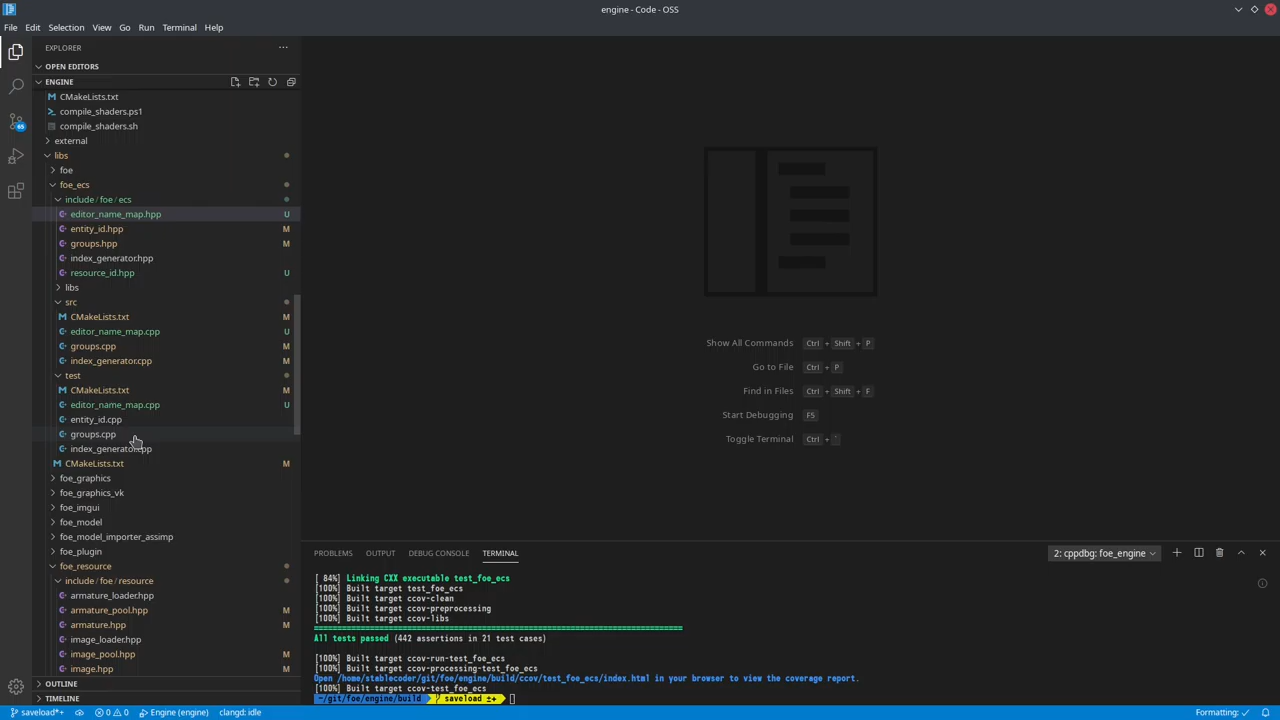 engine - Code - OSS
File Edit Selection View Go Run Terminal Help
EXPLORER
OPEN EDITORS
ENGINE
CMakeLists.txt
compile_shaders.ps1
compile_shaders.sh
external
libs
foe
foe_ecs
include / foe / ecs
editor_name_map.hpp U
entity_id.hpp M
groups.hpp M
index_generator.hpp
resource_id.hpp U
libs
src
CMakeLists.txt M
editor_name_map.cpp U
groups.cpp M
index_generator.cpp M
test
CMakeLists.txt M
editor_name_map.cpp U
entity_id.cpp
groups.cpp
index_generator.cpp
CMakeLists.txt M
foe_graphics
foe_graphics_vk
foe_imgui
foe_model
foe_model_importer_assimp
foe_plugin
foe_resource
include / foe / resource
armature_loader.hpp
armature_pool.hpp M
armature.hpp M
image_loader.hpp
image_pool.hpp M
image.hpp M
OUTLINE
TIMELINE
65
Show All Commands Ctrl + Shift + P
Go to File Ctrl + P
Find in Files Ctrl + Shift + F
Start Debugging F5
Toggle Terminal Ctrl + `
PROBLEMS OUTPUT DEBUG CONSOLE TERMINAL 2: cppdbg: foe_engine
[ 84%] Linking CXX executable test_foe_ecs
[100%] Built target test_foe_ecs
[100%] Built target ccov-clean
[100%] Built target ccov-preprocessing
[100%] Built target ccov-libs
===============================================================================
All tests passed (442 assertions in 21 test cases)
[100%] Built target ccov-run-test_foe_ecs
[100%] Built target ccov-processing-test_foe_ecs
Open /home/stablecoder/git/foe/engine/build/ccov/test_foe_ecs/index.html in your browser to view the coverage report.
[100%] Built target ccov-test_foe_ecs
~/git/foe/engine/build saveload ±+
saveload*+ 0 0 Engine (engine) clangd: idle Formatting: ✓